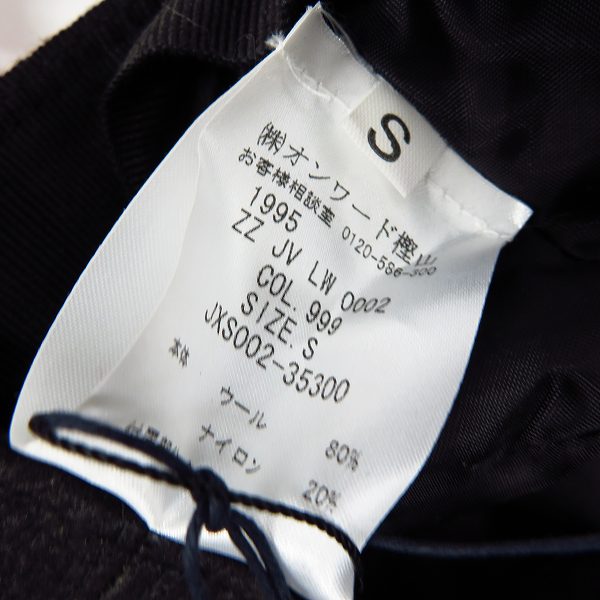 S
㈱オンワード樫山
お客様相談室 0120-586-300
1995
ZZ JV LW 0002
COL. 999
SIZE. S
JXS002-35300
本体
ウール 80%
ナイロン 20%